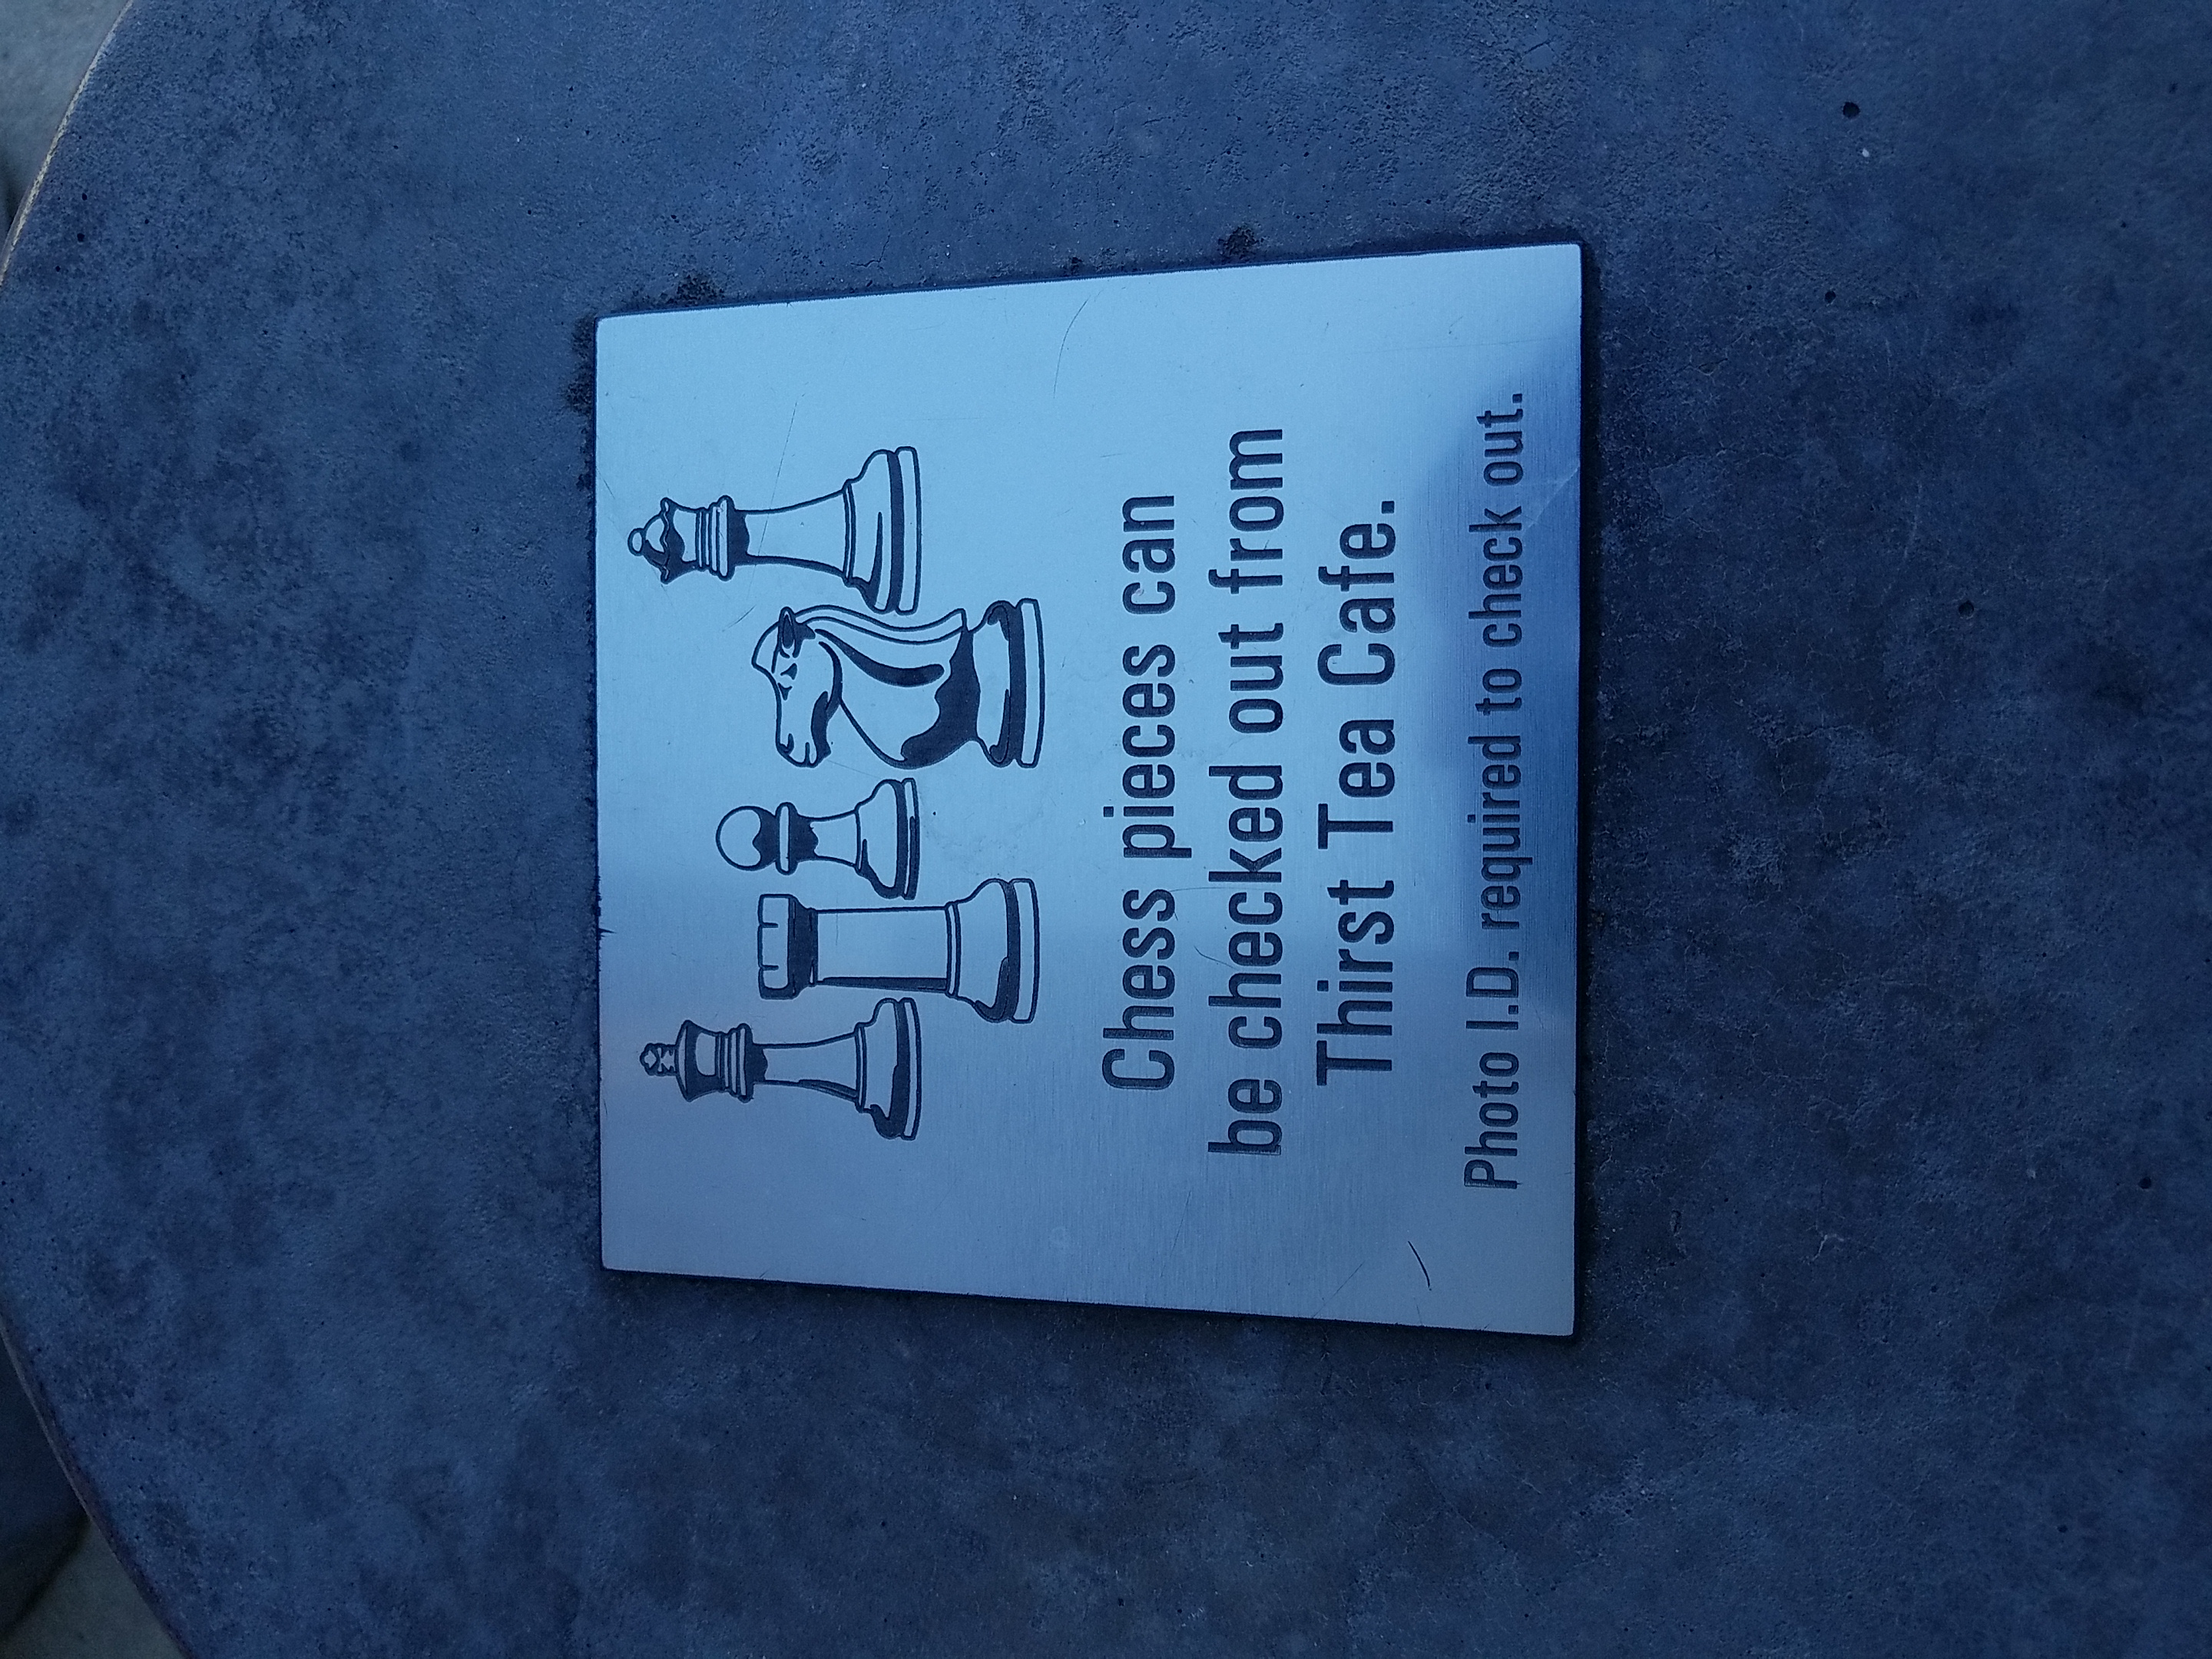 Chess pieces can
be checked out from
Thirst Tea Cafe.
Photo I.D. required to check out.